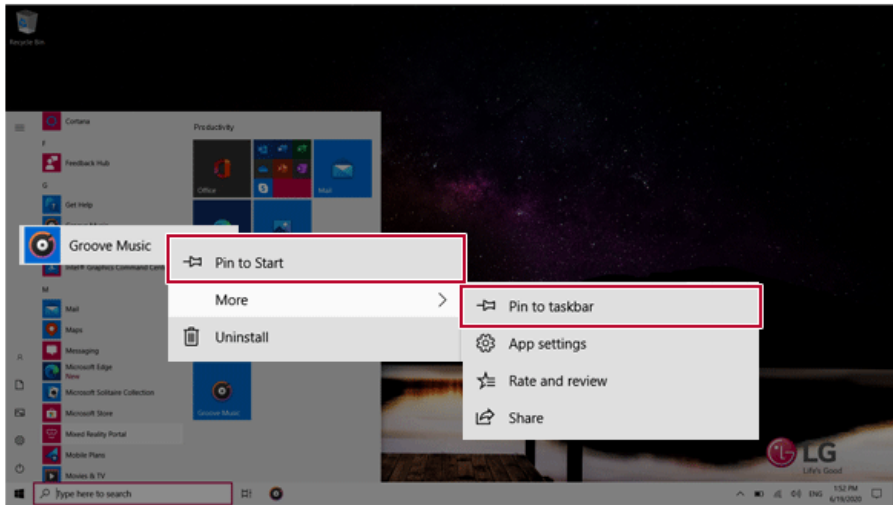 Recycle Bin
Cortana
F
Feedback Hub
G
Get Help
Groove Music
Groove Music
Intel® Graphics Command Cent
M
Mail
Maps
Messaging
Microsoft Edge
New
Microsoft Solitaire Collection
Microsoft Store
Mixed Reality Portal
Mobile Plans
Movies & TV
Productivity
Office
Mail
Groove Music
Pin to Start
More
Uninstall
Pin to taskbar
App settings
Rate and review
Share
LG
Life's Good
Type here to search
ENG
1:52 PM
6/19/2020